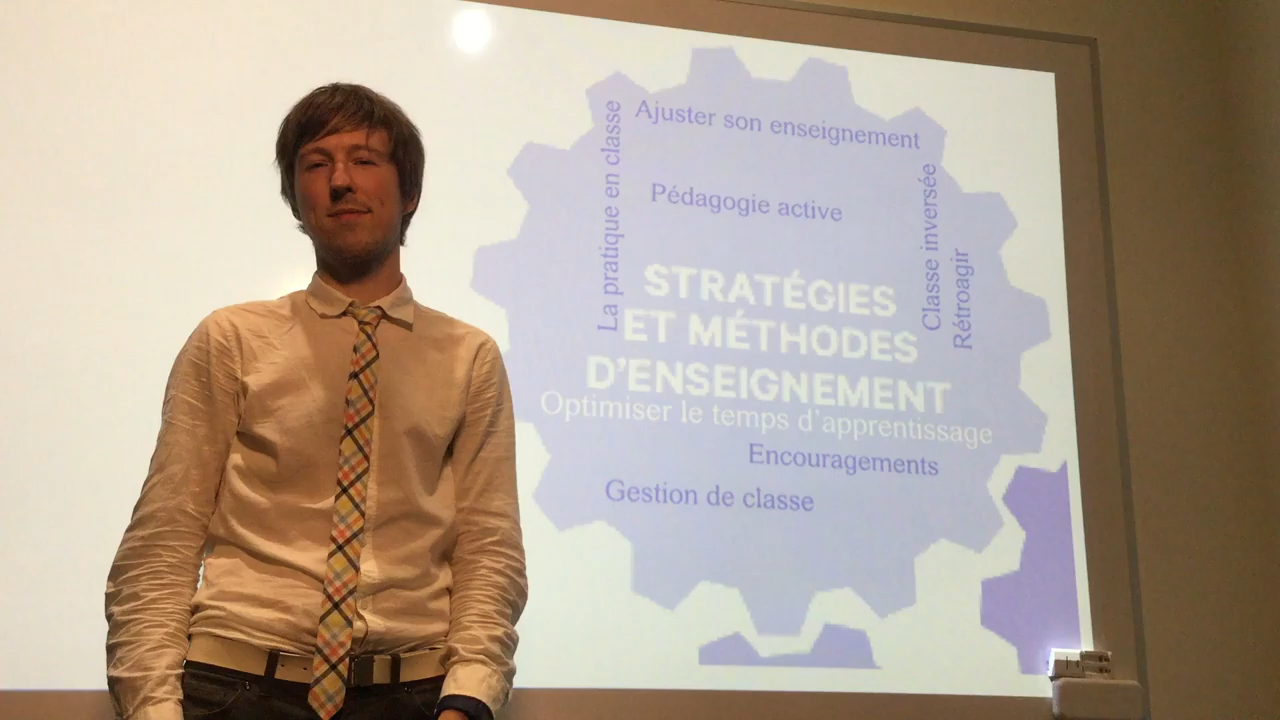 Ajuster son enseignement
La pratique en classe
Pédagogie active
Classe inversée
Rétroagir
STRATÉGIES
ET MÉTHODES
D'ENSEIGNEMENT
Optimiser le temps d'apprentissage
Encouragements
Gestion de classe